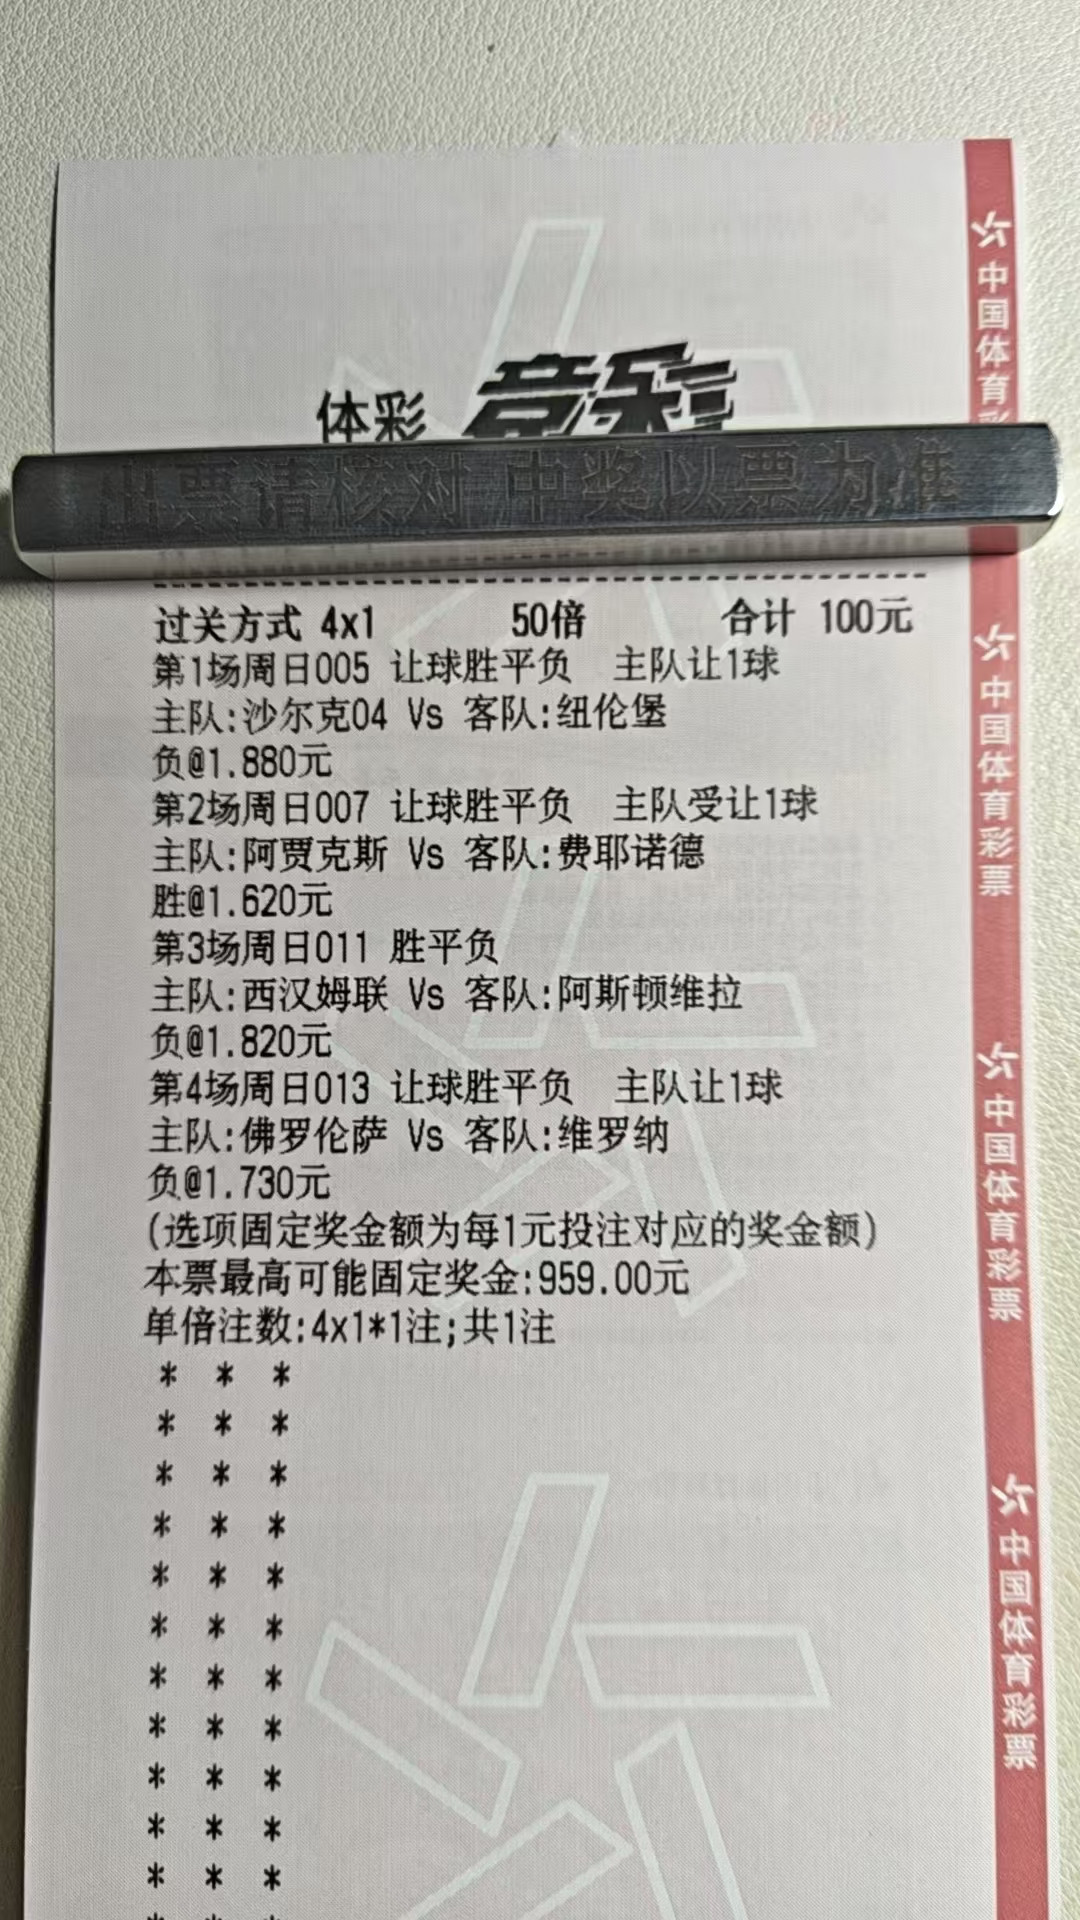 体彩 竞彩
出票请核对 中奖以票为准
过关方式 4x1 50倍 合计 100元
第1场周日005 让球胜平负 主队让1球
主队:沙尔克04 Vs 客队:纽伦堡
负@1.880元
第2场周日007 让球胜平负 主队受让1球
主队:阿贾克斯 Vs 客队:费耶诺德
胜@1.620元
第3场周日011 胜平负
主队:西汉姆联 Vs 客队:阿斯顿维拉
负@1.820元
第4场周日013 让球胜平负 主队让1球
主队:佛罗伦萨 Vs 客队:维罗纳
负@1.730元
(选项固定奖金额为每1元投注对应的奖金额)
本票最高可能固定奖金:959.00元
单倍注数:4x1*1注;共1注
* * *
* * *
* * *
* * *
* * *
* * *
* * *
* * *
* * *
* * *
* * *
* * *
中国体育彩
中国体育彩票
中国体育彩票
中国体育彩票